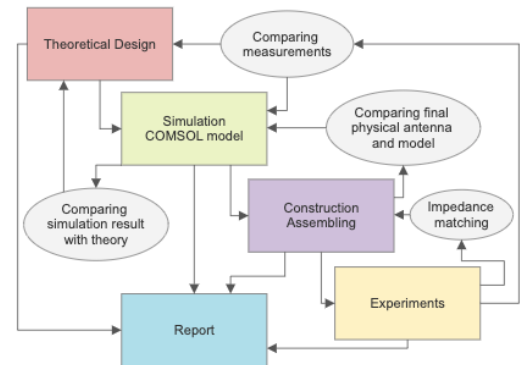 Theoretical Design
Comparing
measurements
Simulation
COMSOL model
Comparing final
physical antenna
and model
Comparing
simulation result
with theory
Construction
Assembling
Impedance
matching
Report
Experiments